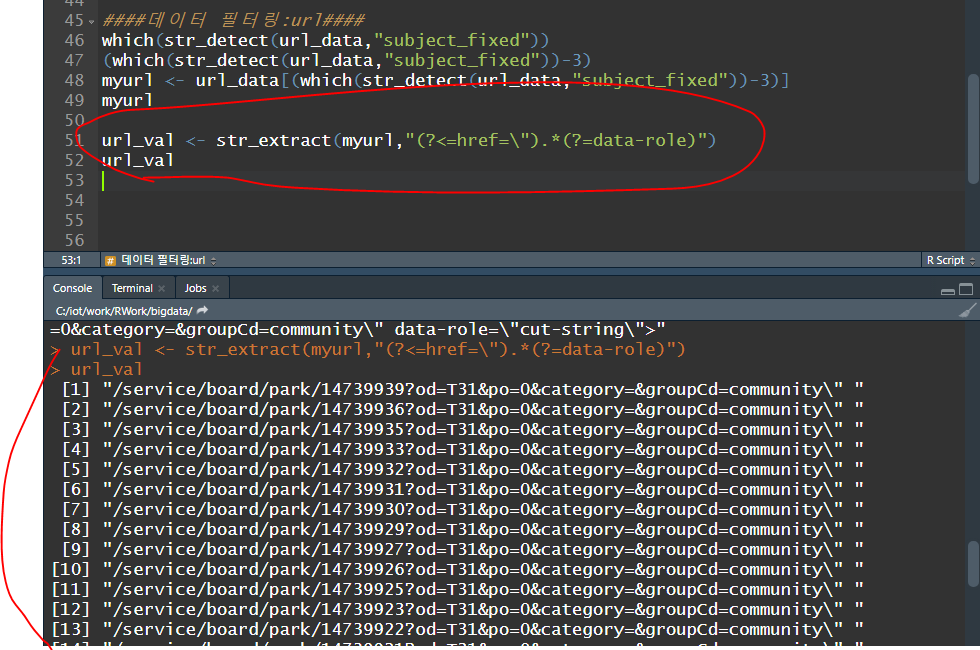 44
45 ####데이터 필터링:url####
46 which(str_detect(url_data,"subject_fixed"))
47 (which(str_detect(url_data,"subject_fixed"))-3)
48 myurl <- url_data[(which(str_detect(url_data,"subject_fixed"))-3)]
49 myurl
50
51 url_val <- str_extract(myurl,"(?<=href=\").*(?=data-role)")
52 url_val
53
54
55
56
53:1 # 데이터 필터링:url R Script
Console Terminal × Jobs ×
C:/iot/work/RWork/bigdata/
=0&category=&groupCd=community\" data-role=\"cut-string\">"
> url_val <- str_extract(myurl,"(?<=href=\").*(?=data-role)")
> url_val
[1] "/service/board/park/14739939?od=T31&po=0&category=&groupCd=community\" "
[2] "/service/board/park/14739936?od=T31&po=0&category=&groupCd=community\" "
[3] "/service/board/park/14739935?od=T31&po=0&category=&groupCd=community\" "
[4] "/service/board/park/14739933?od=T31&po=0&category=&groupCd=community\" "
[5] "/service/board/park/14739932?od=T31&po=0&category=&groupCd=community\" "
[6] "/service/board/park/14739931?od=T31&po=0&category=&groupCd=community\" "
[7] "/service/board/park/14739930?od=T31&po=0&category=&groupCd=community\" "
[8] "/service/board/park/14739929?od=T31&po=0&category=&groupCd=community\" "
[9] "/service/board/park/14739927?od=T31&po=0&category=&groupCd=community\" "
[10] "/service/board/park/14739926?od=T31&po=0&category=&groupCd=community\" "
[11] "/service/board/park/14739925?od=T31&po=0&category=&groupCd=community\" "
[12] "/service/board/park/14739923?od=T31&po=0&category=&groupCd=community\" "
[13] "/service/board/park/14739922?od=T31&po=0&category=&groupCd=community\" "